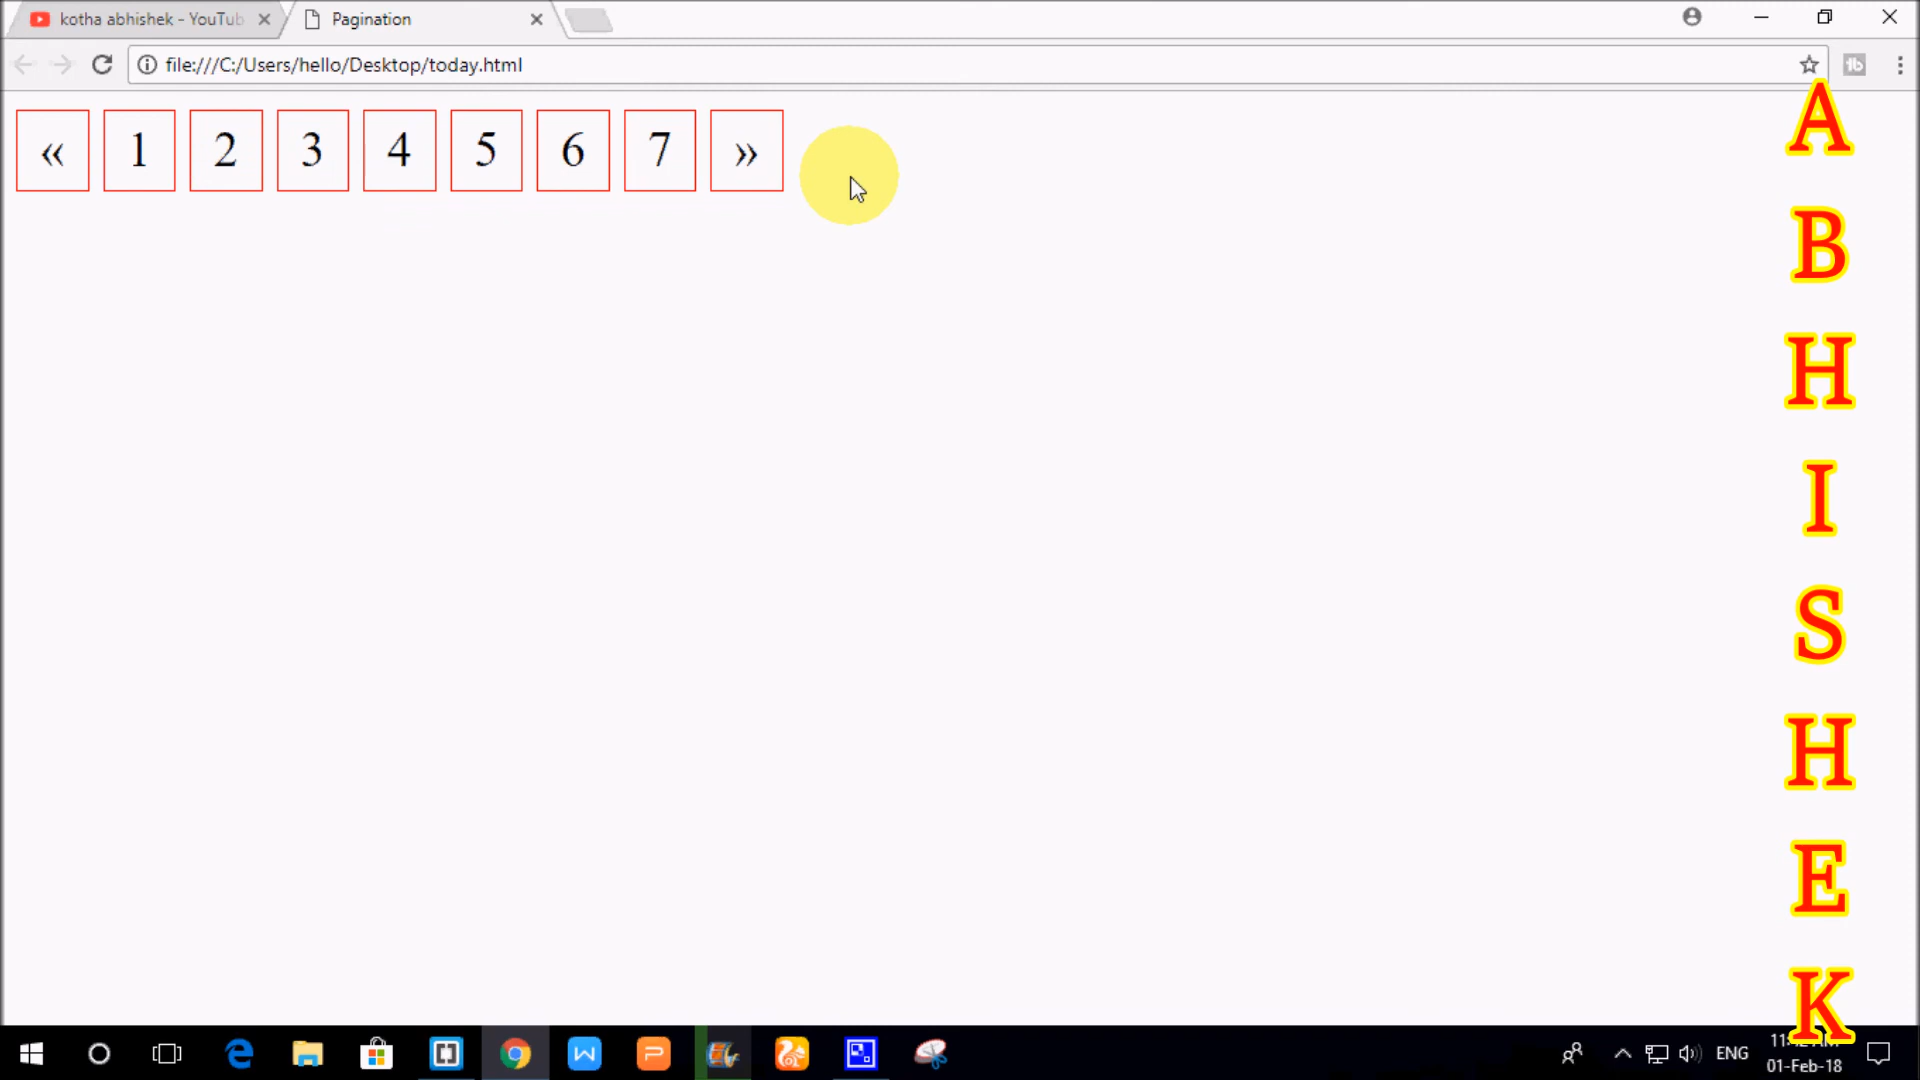 kotha abhishek - YouTub
Pagination
file:///C:/Users/hello/Desktop/today.html
« 1 2 3 4 5 6 7 »
A
B
H
I
S
H
E
K
ENG
01-Feb-18